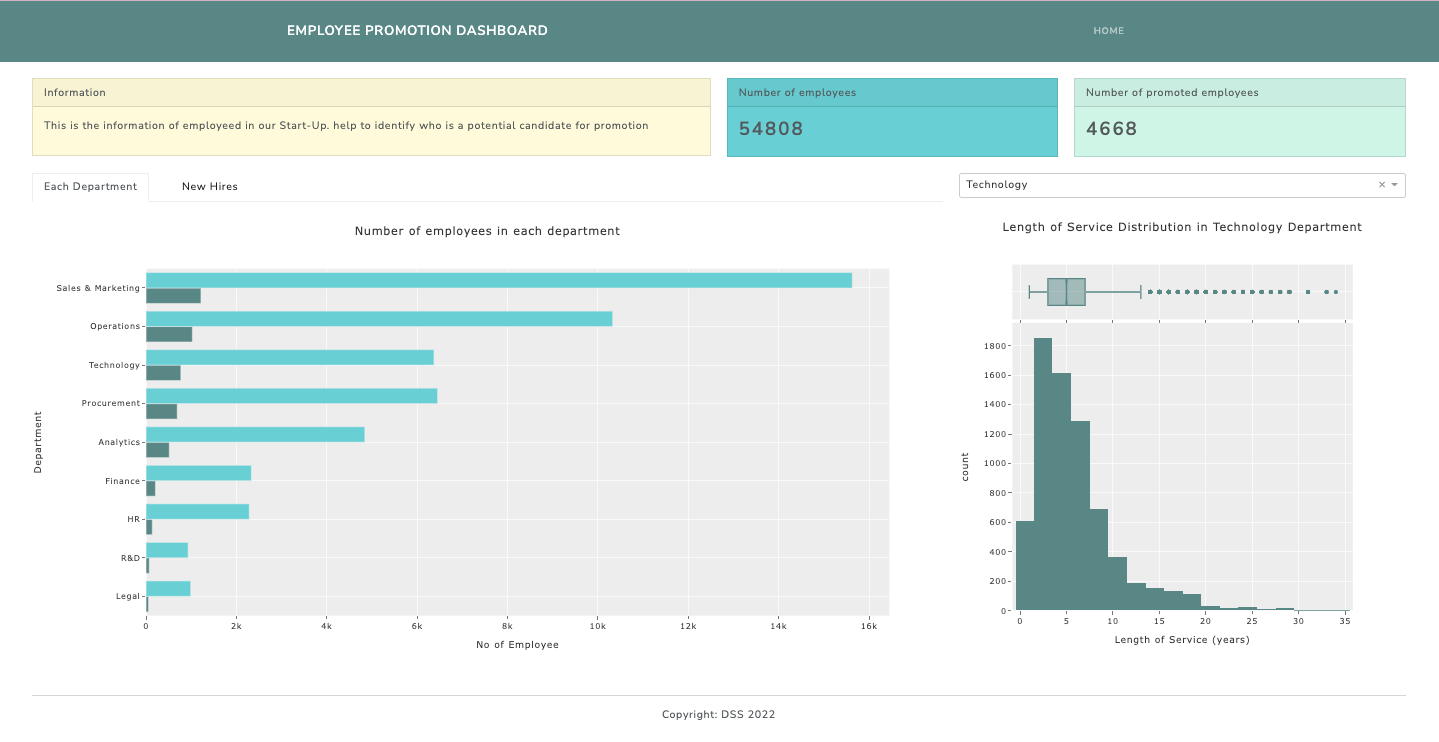 EMPLOYEE PROMOTION DASHBOARD
HOME
Information
This is the information of employeed in our Start-Up. help to identify who is a potential candidate for promotion
Number of employees
54808
Number of promoted employees
4668
Each Department
New Hires
Technology
×
Number of employees in each department
Department
Sales & Marketing
Operations
Technology
Procurement
Analytics
Finance
HR
R&D
Legal
0 2k 4k 6k 8k 10k 12k 14k 16k
No of Employee
Length of Service Distribution in Technology Department
count
1800
1600
1400
1200
1000
800
600
400
200
0
0 5 10 15 20 25 30 35
Length of Service (years)
Copyright: DSS 2022